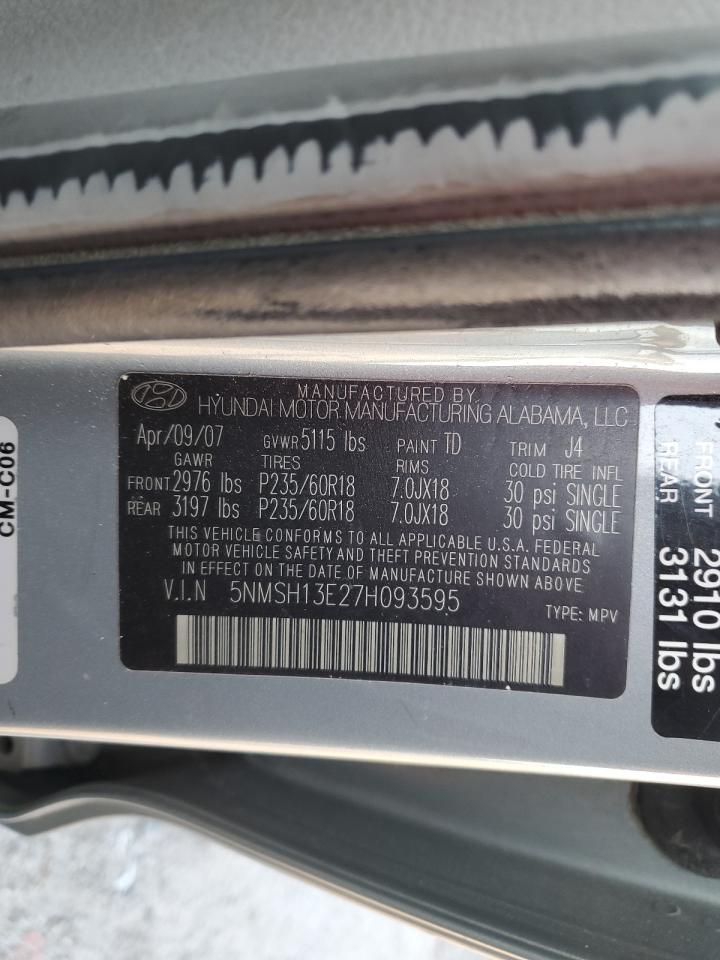 MANUFACTURED BY
HYUNDAI MOTOR MANUFACTURING ALABAMA, LLC
Apr/09/07 GVWR 5115 lbs PAINT TD TRIM J4
GAWR TIRES RIMS COLD TIRE INFL
FRONT 2976 lbs P235/60R18 7.0JX18 30 psi SINGLE
REAR 3197 lbs P235/60R18 7.0JX18 30 psi SINGLE
THIS VEHICLE CONFORMS TO ALL APPLICABLE U.S.A. FEDERAL
MOTOR VEHICLE SAFETY AND THEFT PREVENTION STANDARDS
IN EFFECT ON THE DATE OF MANUFACTURE SHOWN ABOVE
V.I.N 5NMSH13E27H093595
TYPE: MPV
CM-C06
FRONT 2910 lbs
REAR 3131 lbs